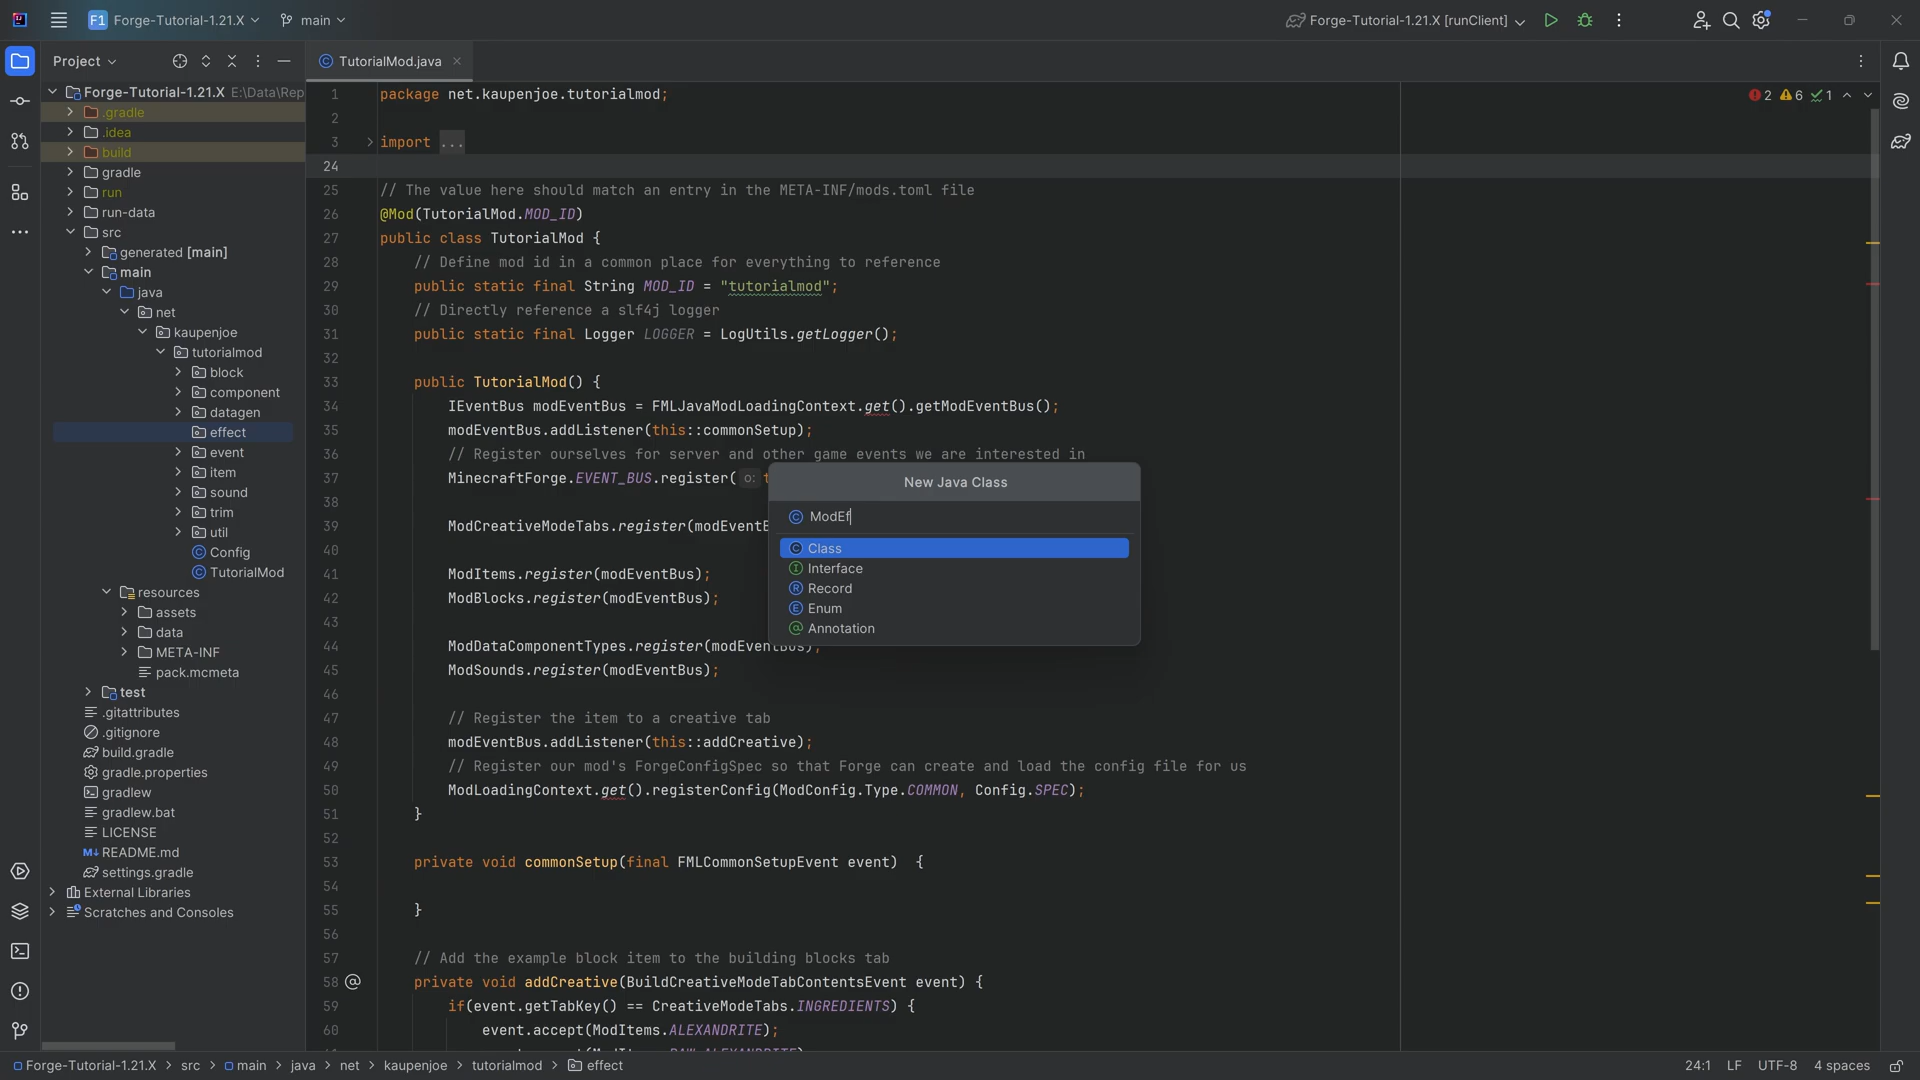 F1 Forge-Tutorial-1.21.X main Forge-Tutorial-1.21.X [runClient]
Project
TutorialMod.java
Forge-Tutorial-1.21.X E:\Data\Rep
.gradle
.idea
build
gradle
run
run-data
src
generated [main]
main
java
net
kaupenjoe
tutorialmod
block
component
datagen
effect
event
item
sound
trim
util
Config
TutorialMod
resources
assets
data
META-INF
pack.mcmeta
test
.gitattributes
.gitignore
build.gradle
gradle.properties
gradlew
gradlew.bat
LICENSE
README.md
settings.gradle
External Libraries
Scratches and Consoles
1 package net.kaupenjoe.tutorialmod;
2 6 1
2
3 import ...
24
25 // The value here should match an entry in the META-INF/mods.toml file
26 @Mod(TutorialMod.MOD_ID)
27 public class TutorialMod {
28 // Define mod id in a common place for everything to reference
29 public static final String MOD_ID = "tutorialmod";
30 // Directly reference a slf4j logger
31 public static final Logger LOGGER = LogUtils.getLogger();
32
33 public TutorialMod() {
34 IEventBus modEventBus = FMLJavaModLoadingContext.get().getModEventBus();
35 modEventBus.addListener(this::commonSetup);
36 // Register ourselves for server and other game events we are interested in
37 MinecraftForge.EVENT_BUS.register( o: t
38
39 ModCreativeModeTabs.register(modEventB
40
41 ModItems.register(modEventBus);
42 ModBlocks.register(modEventBus);
43
44 ModDataComponentTypes.register(modEventBus);
45 ModSounds.register(modEventBus);
46
47 // Register the item to a creative tab
48 modEventBus.addListener(this::addCreative);
49 // Register our mod's ForgeConfigSpec so that Forge can create and load the config file for us
50 ModLoadingContext.get().registerConfig(ModConfig.Type.COMMON, Config.SPEC);
51 }
52
53 private void commonSetup(final FMLCommonSetupEvent event) {
54
55 }
56
57 // Add the example block item to the building blocks tab
58 private void addCreative(BuildCreativeModeTabContentsEvent event) {
59 if(event.getTabKey() == CreativeModeTabs.INGREDIENTS) {
60 event.accept(ModItems.ALEXANDRITE);
New Java Class
ModEf
Class
Interface
Record
Enum
Annotation
Forge-Tutorial-1.21.X > src > main > java > net > kaupenjoe > tutorialmod > effect
24:1 LF UTF-8 4 spaces